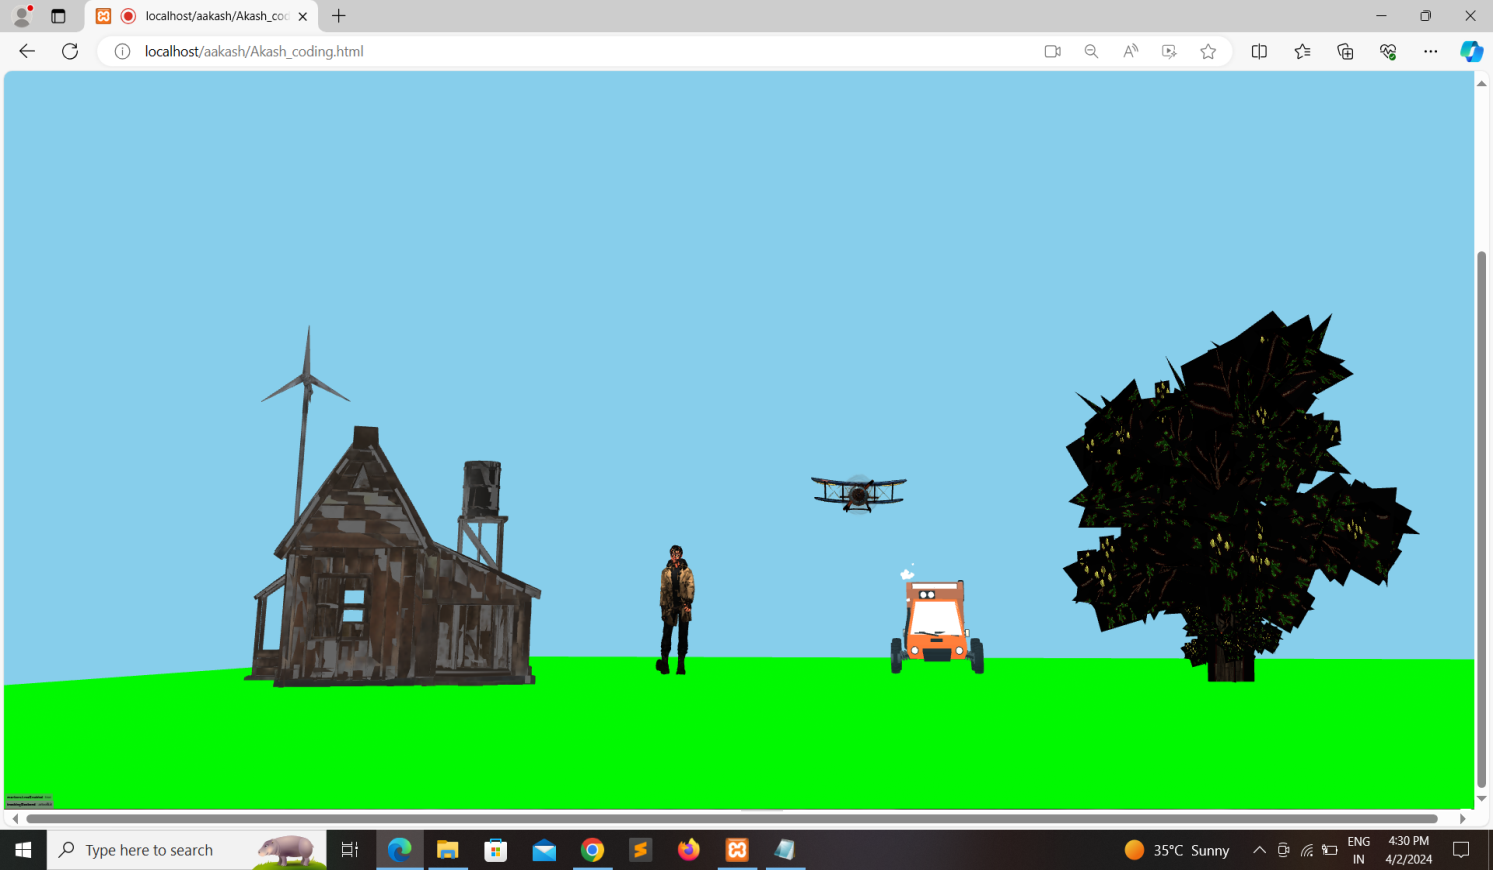 localhost/aakash/Akash_cod
localhost/aakash/Akash_coding.html
Type here to search
35°C Sunny
ENG
IN
4:30 PM
4/2/2024